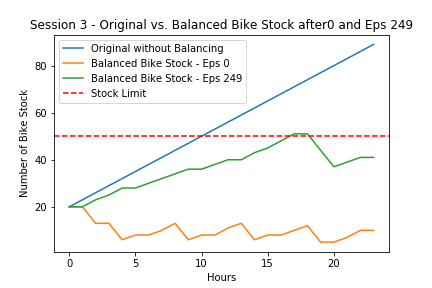 Session 3 - Original vs. Balanced Bike Stock after0 and Eps 249
Original without Balancing
Balanced Bike Stock - Eps 0
Balanced Bike Stock - Eps 249
Stock Limit
Number of Bike Stock
80
60
40
20
0 5 10 15 20
Hours